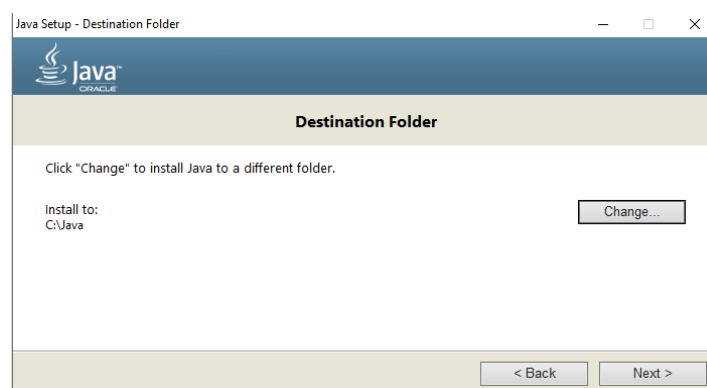 Java Setup - Destination Folder
Java™
ORACLE
Destination Folder
Click "Change" to install Java to a different folder.
Install to:
C:\Java
Change...
< Back
Next >